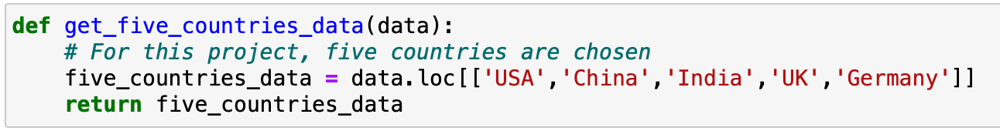 def get_five_countries_data(data):
    # For this project, five countries are chosen
    five_countries_data = data.loc[['USA','China','India','UK','Germany']]
    return five_countries_data